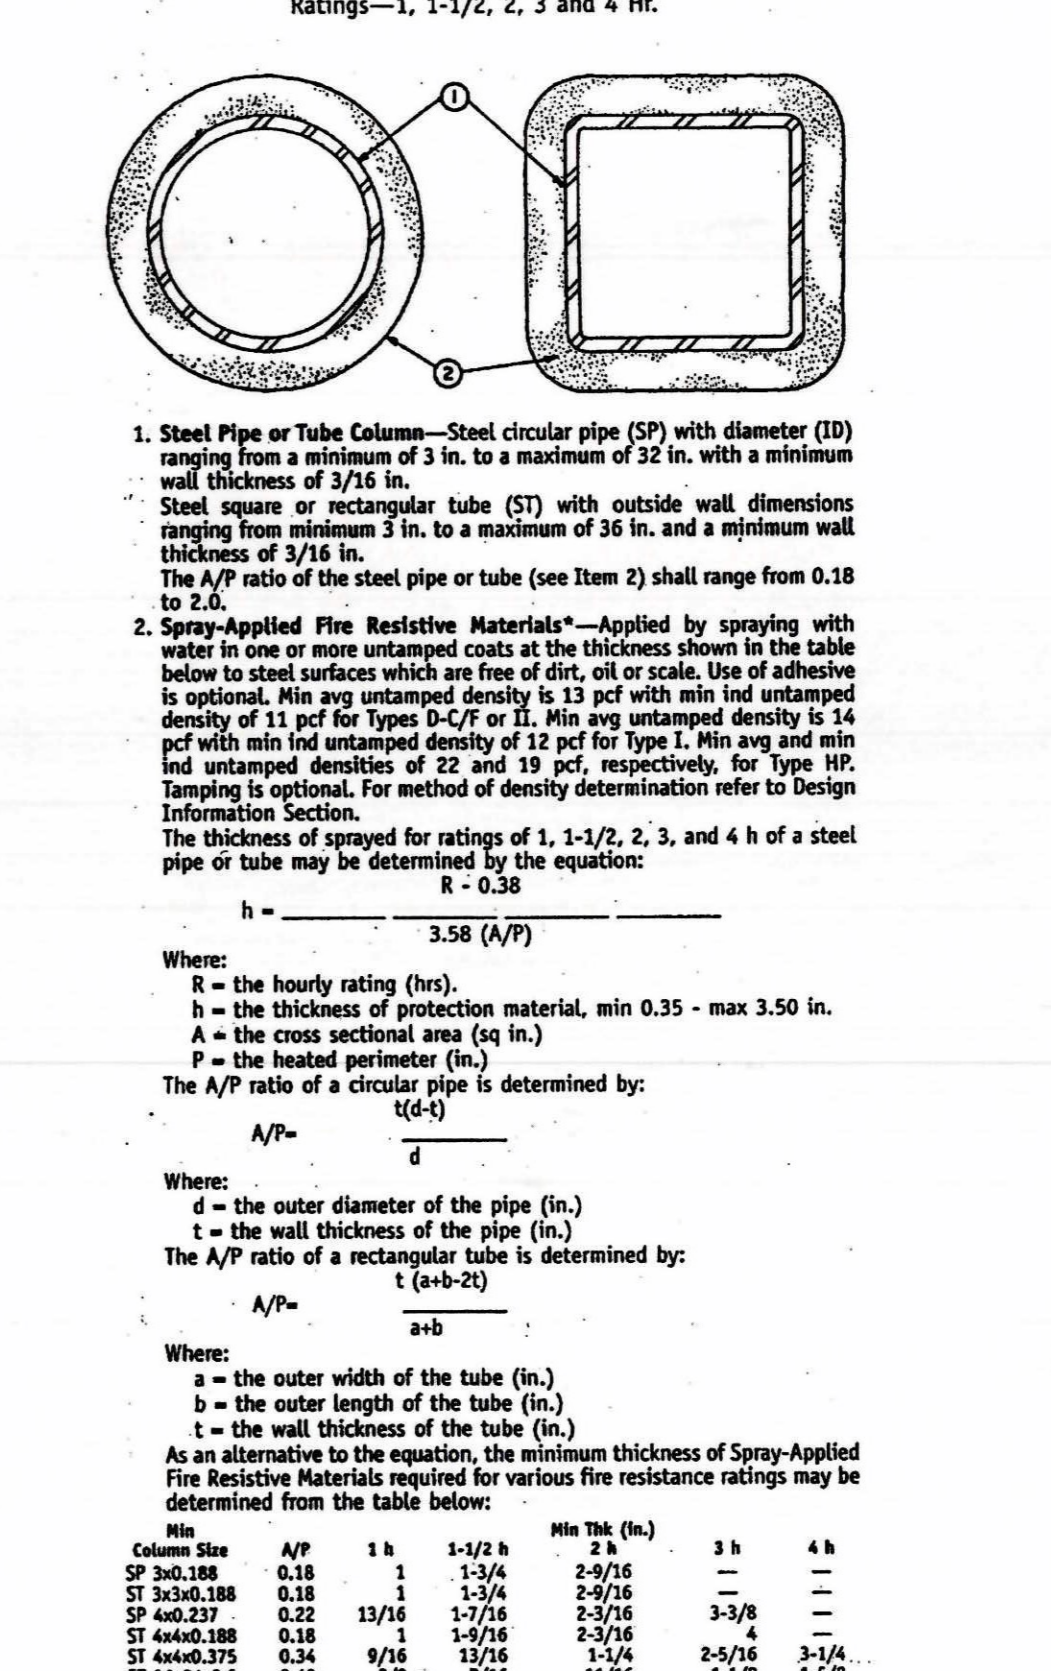 Ratings—1, 1-1/2, 2, 3 and 4 Hr.
1
2
1. Steel Pipe or Tube Column—Steel circular pipe (SP) with diameter (ID)
ranging from a minimum of 3 in. to a maximum of 32 in. with a minimum
wall thickness of 3/16 in.
Steel square or rectangular tube (ST) with outside wall dimensions
ranging from minimum 3 in. to a maximum of 36 in. and a minimum wall
thickness of 3/16 in.
The A/P ratio of the steel pipe or tube (see Item 2) shall range from 0.18
to 2.0.
2. Spray-Applied Fire Resistive Materials*—Applied by spraying with
water in one or more untamped coats at the thickness shown in the table
below to steel surfaces which are free of dirt, oil or scale. Use of adhesive
is optional. Min avg untamped density is 13 pcf with min ind untamped
density of 11 pcf for Types D-C/F or II. Min avg untamped density is 14
pcf with min ind untamped density of 12 pcf for Type I. Min avg and min
ind untamped densities of 22 and 19 pcf, respectively, for Type HP.
Tamping is optional. For method of density determination refer to Design
Information Section.
The thickness of sprayed for ratings of 1, 1-1/2, 2, 3, and 4 h of a steel
pipe or tube may be determined by the equation:
R - 0.38
h = ____ ____ ____ ____
3.58 (A/P)
Where:
R = the hourly rating (hrs).
h = the thickness of protection material, min 0.35 - max 3.50 in.
A = the cross sectional area (sq in.)
P = the heated perimeter (in.)
The A/P ratio of a circular pipe is determined by:
t(d-t)
A/P= ____
d
Where:
d = the outer diameter of the pipe (in.)
t = the wall thickness of the pipe (in.)
The A/P ratio of a rectangular tube is determined by:
t (a+b-2t)
A/P= ____
a+b
Where:
a = the outer width of the tube (in.)
b = the outer length of the tube (in.)
t = the wall thickness of the tube (in.)
As an alternative to the equation, the minimum thickness of Spray-Applied
Fire Resistive Materials required for various fire resistance ratings may be
determined from the table below:
Min Min Thk (in.)
Column Size A/P 1 h 1-1/2 h 2 h 3 h 4 h
SP 3x0.188 0.18 1 1-3/4 2-9/16 — —
ST 3x3x0.188 0.18 1 1-3/4 2-9/16 — —
SP 4x0.237 0.22 13/16 1-7/16 2-3/16 3-3/8 —
ST 4x4x0.188 0.18 1 1-9/16 2-3/16 4 —
ST 4x4x0.375 0.34 9/16 13/16 1-1/4 2-5/16 3-1/4